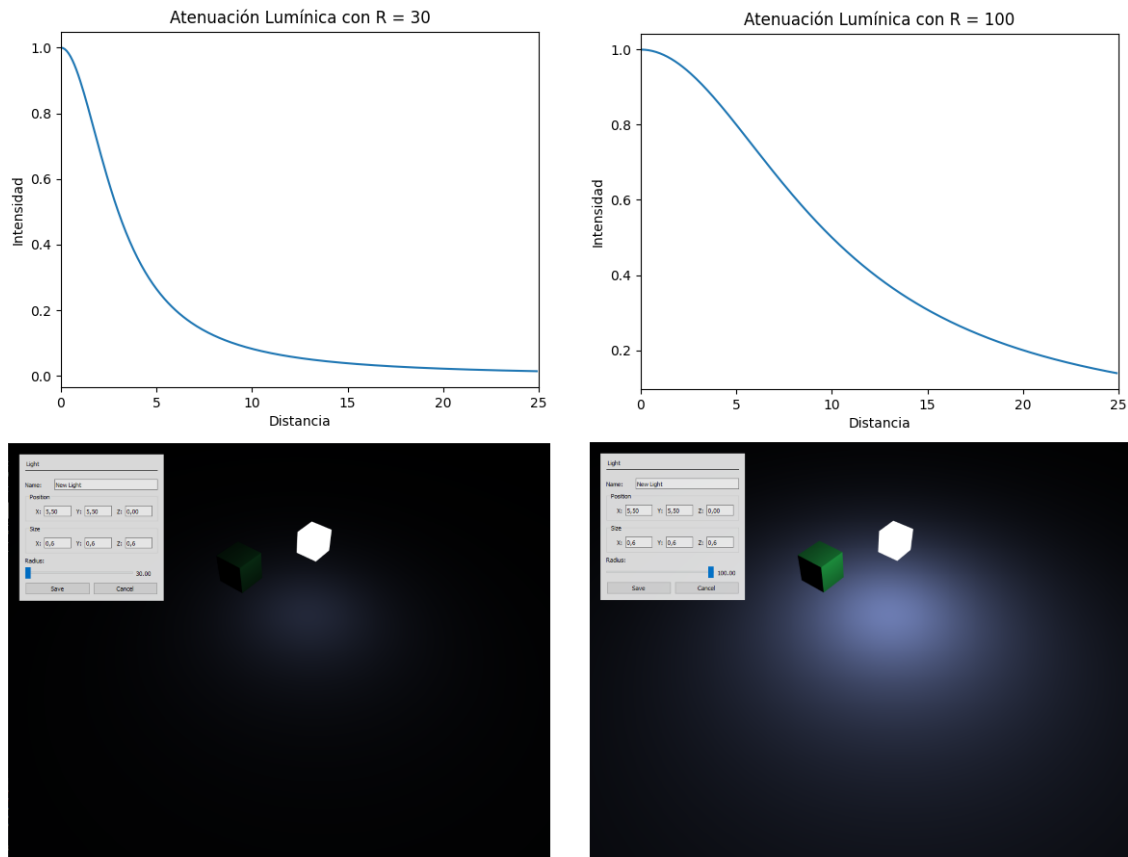 Atenuación Lumínica con R = 30
1.0
0.8
0.6
0.4
0.2
0.0
Intensidad
0 5 10 15 20 25
Distancia
Atenuación Lumínica con R = 100
1.0
0.8
0.6
0.4
0.2
Intensidad
0 5 10 15 20 25
Distancia
Light
Name: New Light
Position
X: 5,50 Y: 5,50 Z: 0,00
Size
X: 0,6 Y: 0,6 Z: 0,6
Radius:
30.00
Save Cancel
Light
Name: New Light
Position
X: 5,50 Y: 5,50 Z: 0,00
Size
X: 0,6 Y: 0,6 Z: 0,6
Radius:
100.00
Save Cancel